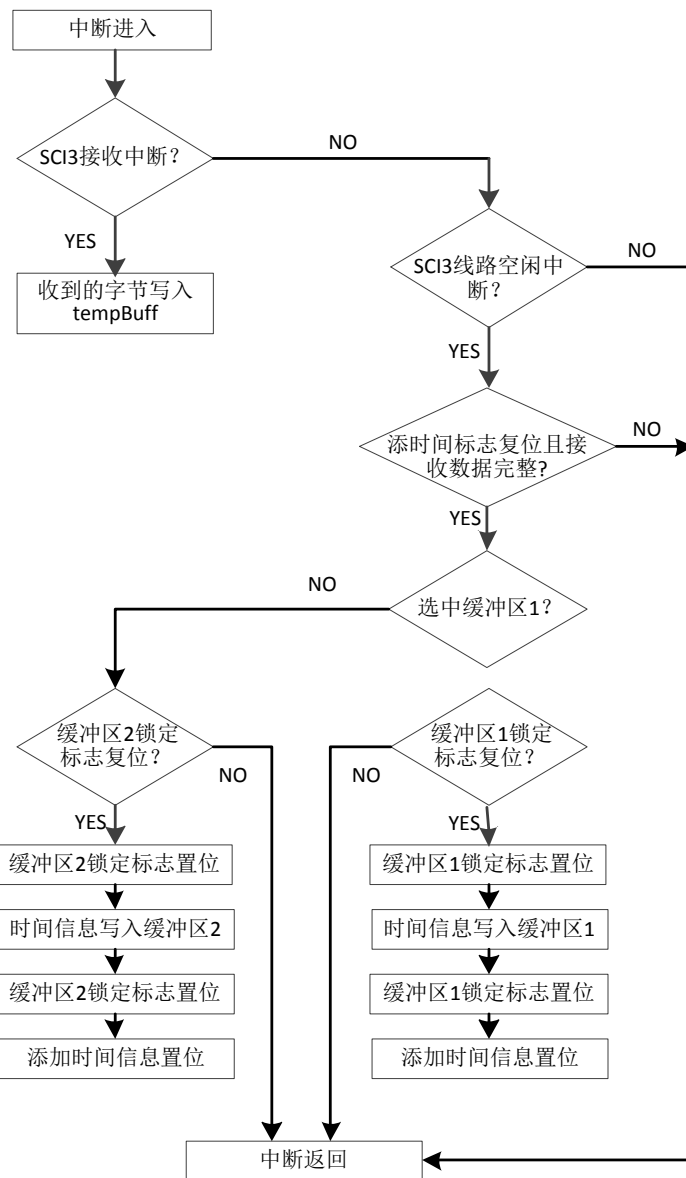 中断进入
SCI3接收中断？
NO
YES
收到的字节写入
tempBuff
SCI3线路空闲中
断？
NO
YES
添时间标志复位且接
收数据完整？
NO
YES
选中缓冲区1？
NO
缓冲区2锁定
标志复位？
NO
YES
缓冲区1锁定
标志复位？
NO
YES
缓冲区2锁定标志置位
缓冲区1锁定标志置位
时间信息写入缓冲区2
时间信息写入缓冲区1
缓冲区2锁定标志置位
缓冲区1锁定标志置位
添加时间信息置位
添加时间信息置位
中断返回